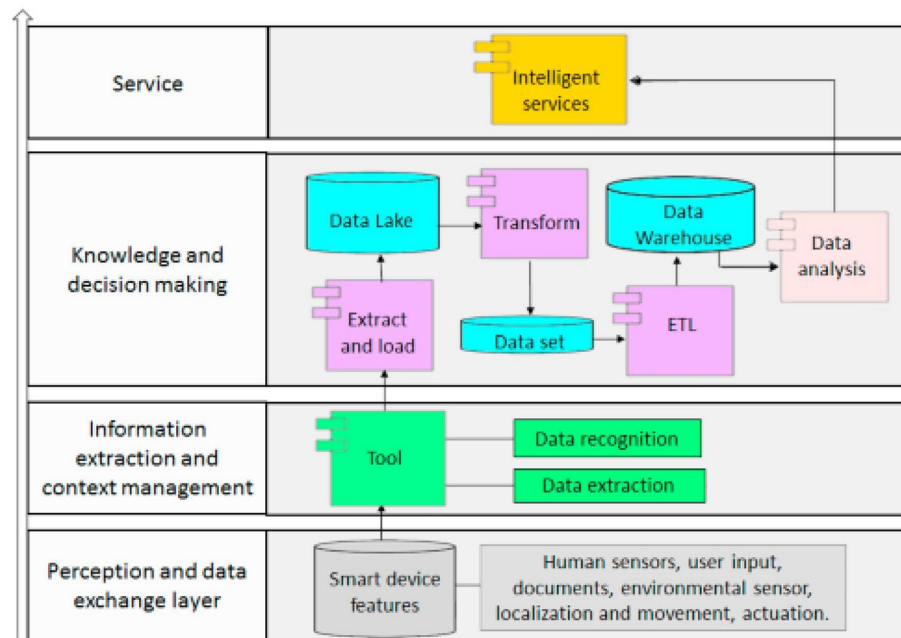 Service
Intelligent
services
Knowledge and
decision making
Data Lake
Transform
Data
Warehouse
Data
analysis
Extract
and load
Data set
ETL
Information
extraction and
context management
Tool
Data recognition
Data extraction
Perception and data
exchange layer
Smart device
features
Human sensors, user input,
documents, environmental sensor,
localization and movement, actuation.